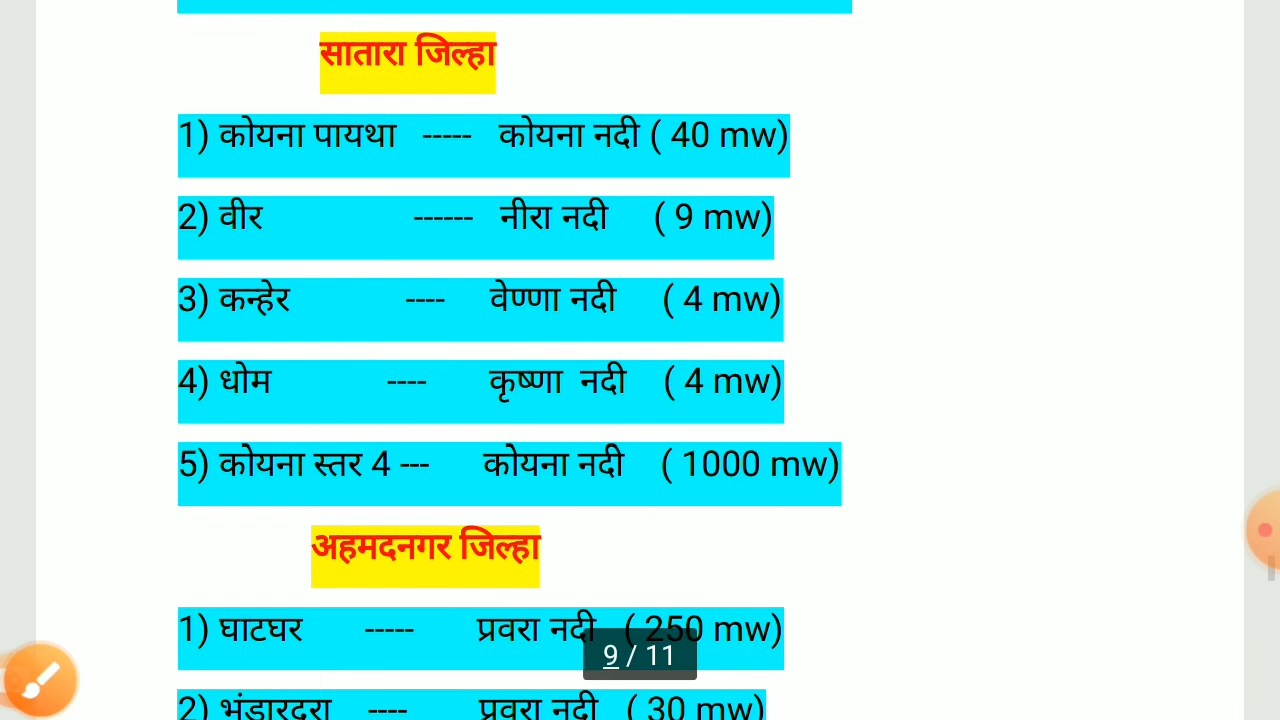 सातारा जिल्हा
1) कोयना पायथा ----- कोयना नदी ( 40 mw)
2) वीर ------ नीरा नदी ( 9 mw)
3) कन्हेर ---- वेण्णा नदी ( 4 mw)
4) धोम ---- कृष्णा नदी ( 4 mw)
5) कोयना स्तर 4 --- कोयना नदी ( 1000 mw)
अहमदनगर जिल्हा
1) घाटघर ----- प्रवरा नदी ( 250 mw)
9 / 11
2) भंडारदरा ---- प्रवरा नदी ( 30 mw)